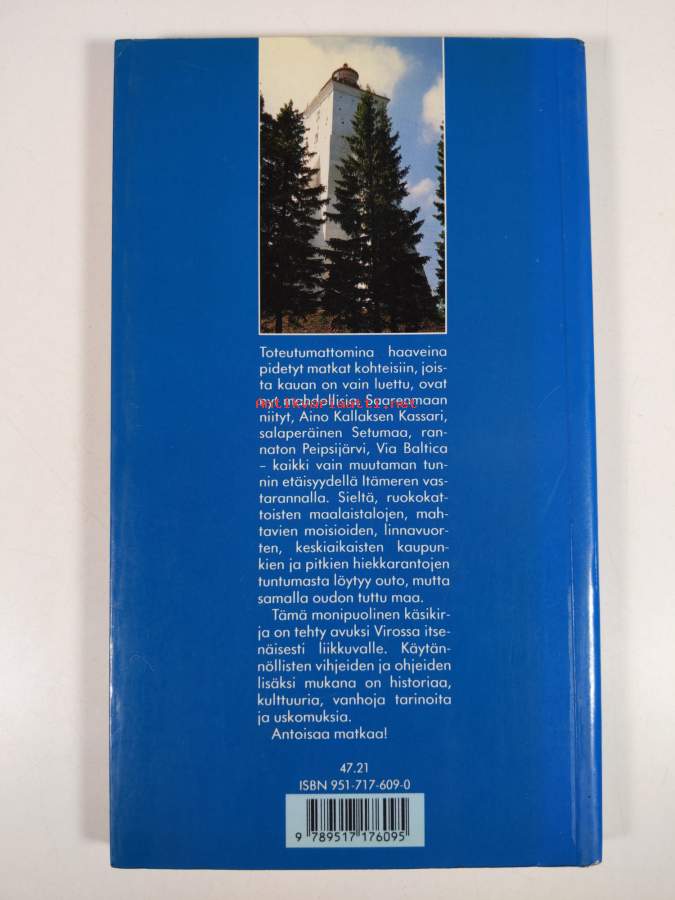 Toteutumattomina haaveina
pidetyt matkat kohteisiin, jois-
ta kauan on vain luettu, ovat
nyt mahdollisia. Saarenmaan
niityt, Aino Kallaksen Kassari,
salaperäinen Setumaa, ran-
naton Peipsijärvi, Via Baltica
– kaikki vain muutaman tun-
nin etäisyydellä Itämeren vas-
tarannalla. Sieltä, ruokokat-
toisten maalaistalojen, mah-
tavien moisioiden, linnavuor-
ten, keskiaikaisten kaupun-
kien ja pitkien hiekkarantojen
tuntumasta löytyy outo, mutta
samalla oudon tuttu maa.
Tämä monipuolinen käsikir-
ja on tehty avuksi Virossa itse-
näisesti liikkuvalle. Käytän-
nöllisten vihjeiden ja ohjeiden
lisäksi mukana on historiaa,
kulttuuria, vanhoja tarinoita
ja uskomuksia.
Antoisaa matkaa!
47.21
ISBN 951-717-609-0
9 789517 176095